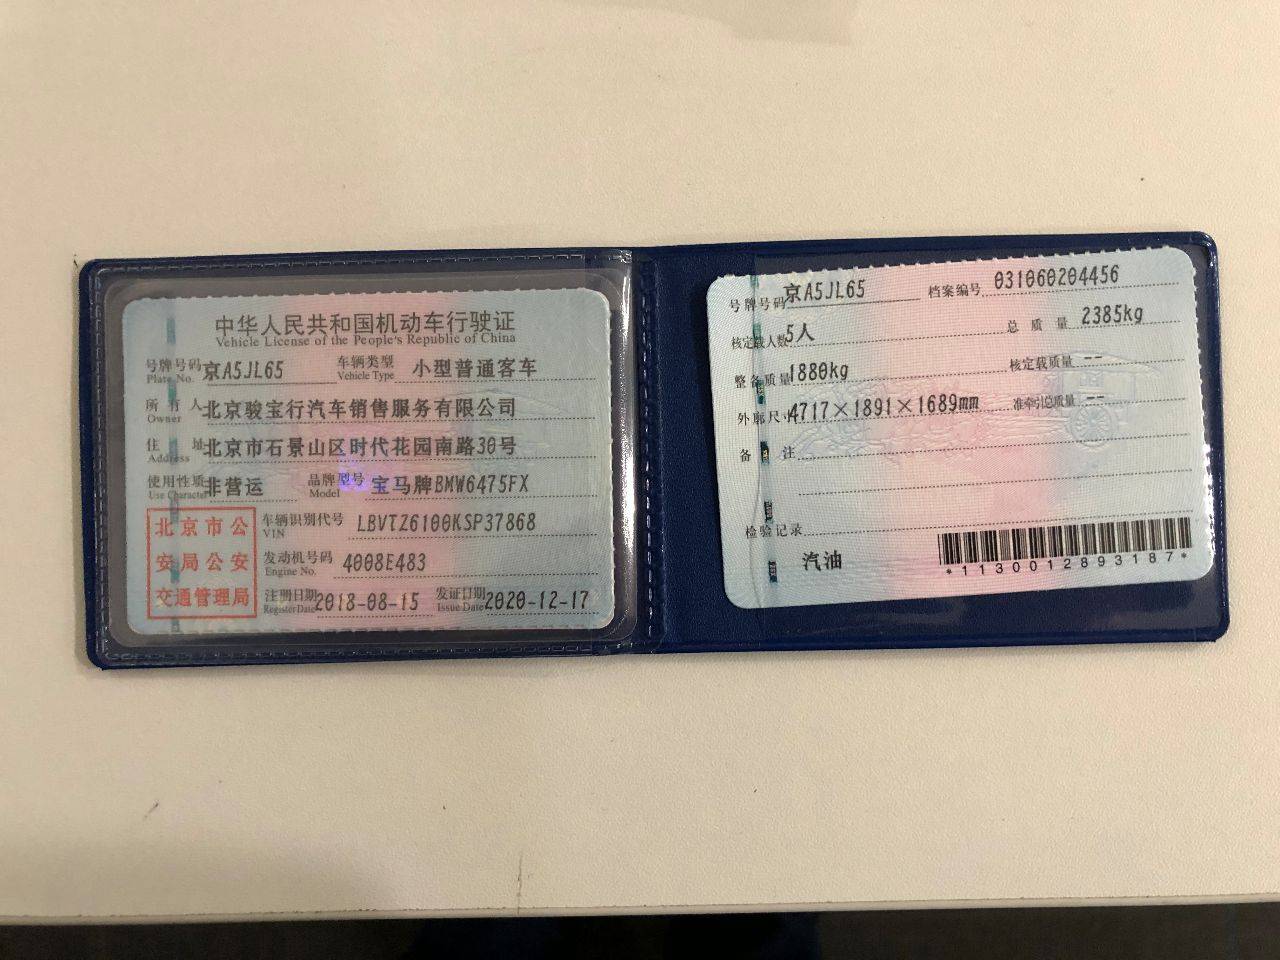 中华人民共和国机动车行驶证
Vehicle License of the People's Republic of China
号牌号码 京A5JL65 车辆类型 小型普通客车
Plate No. Vehicle Type
所有人 北京骏宝行汽车销售服务有限公司
Owner
住址 北京市石景山区时代花园南路30号
Address
使用性质 非营运 品牌型号 宝马牌BMW6475FX
Use Character Model
北京市公
安局公安
交通管理局
车辆识别代号 LBVTZ6100KSP37868
VIN
发动机号码 4008E483
Engine No.
注册日期 2018-08-15 发证日期 2020-12-17
Register Date Issue Date
号牌号码 京A5JL65 档案编号 031060204456
核定载人数 5人 总质量 2385kg
整备质量 1880kg 核定载质量 --
外廓尺寸 4717×1891×1689mm 准牵引总质量 --
备注
检验记录
汽油
*1130012893187*